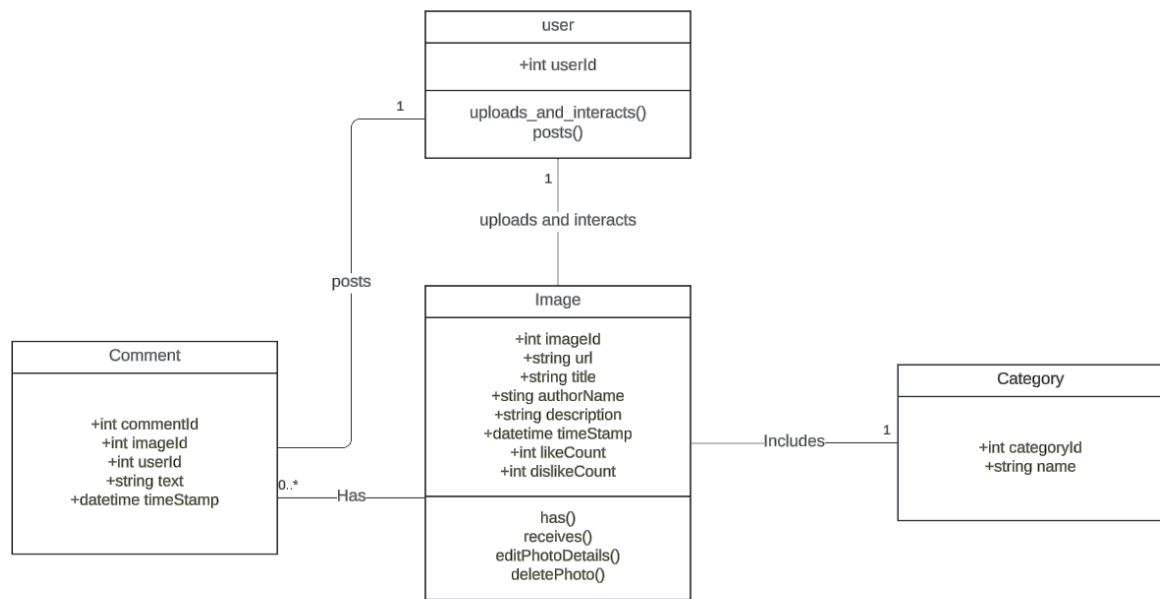 user
+int userId
uploads_and_interacts()
posts()
1
1
uploads and interacts
posts
Image
+int imageId
+string url
+string title
+sting authorName
+string description
+datetime timeStamp
+int likeCount
+int dislikeCount
has()
receives()
editPhotoDetails()
deletePhoto()
Comment
+int commentId
+int imageId
+int userId
+string text
+datetime timeStamp
0..*
Has
Includes
1
Category
+int categoryId
+string name